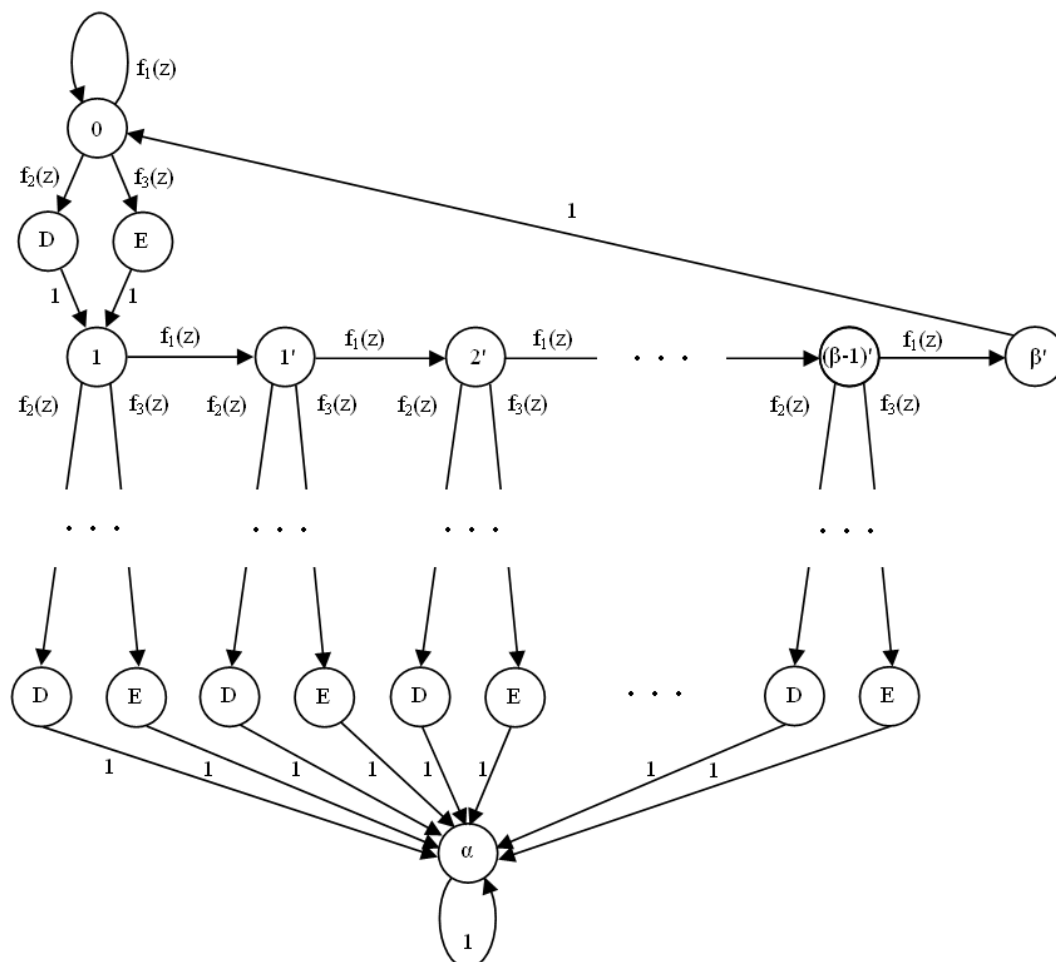 f₁(z)
0
f₂(z) f₃(z)
1
D E
1 1
f₁(z) f₁(z) f₁(z) f₁(z)
1 1' 2' . . . (β-1)' β'
f₂(z) f₃(z) f₂(z) f₃(z) f₂(z) f₃(z) f₂(z) f₃(z)
. . . . . . . . . . . .
D E D E D E . . . D E
1 1 1 1 1 1 1 1
α
1